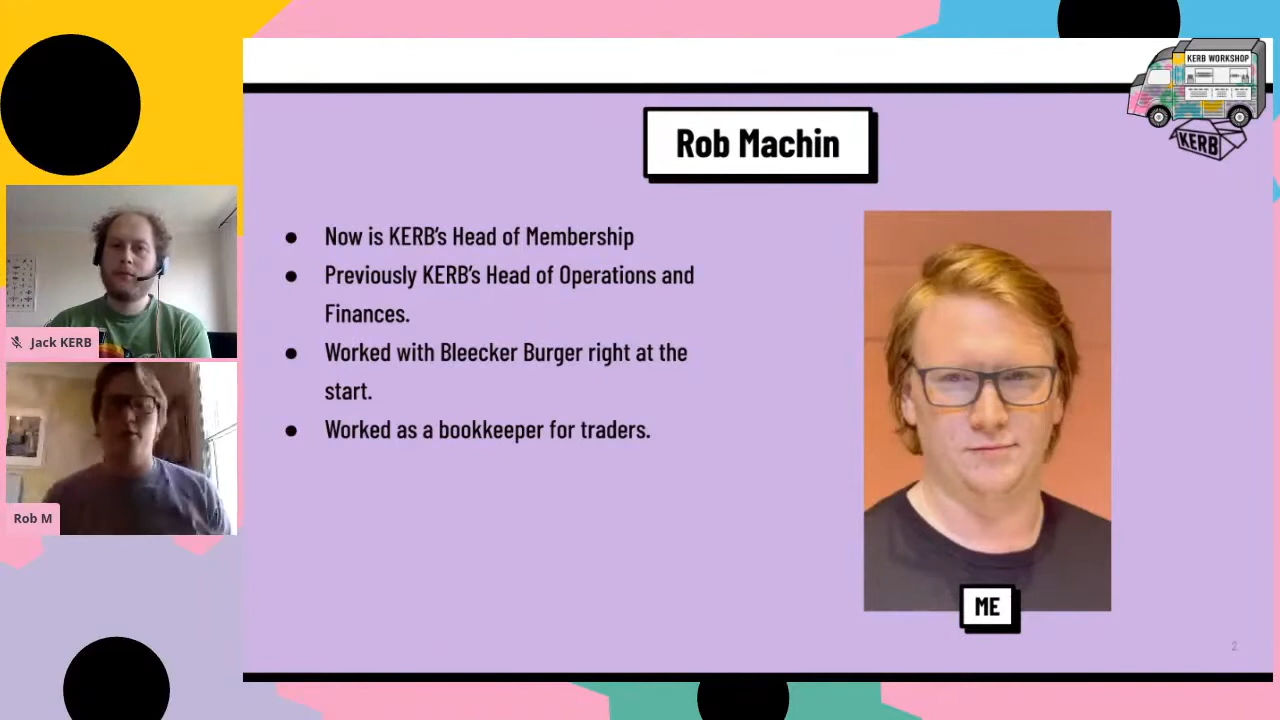 KERB WORKSHOP
KERB
Rob Machin
● Now is KERB's Head of Membership
● Previously KERB's Head of Operations and
Finances.
● Worked with Bleecker Burger right at the
start.
● Worked as a bookkeeper for traders.
Jack KERB
Rob M
ME
2